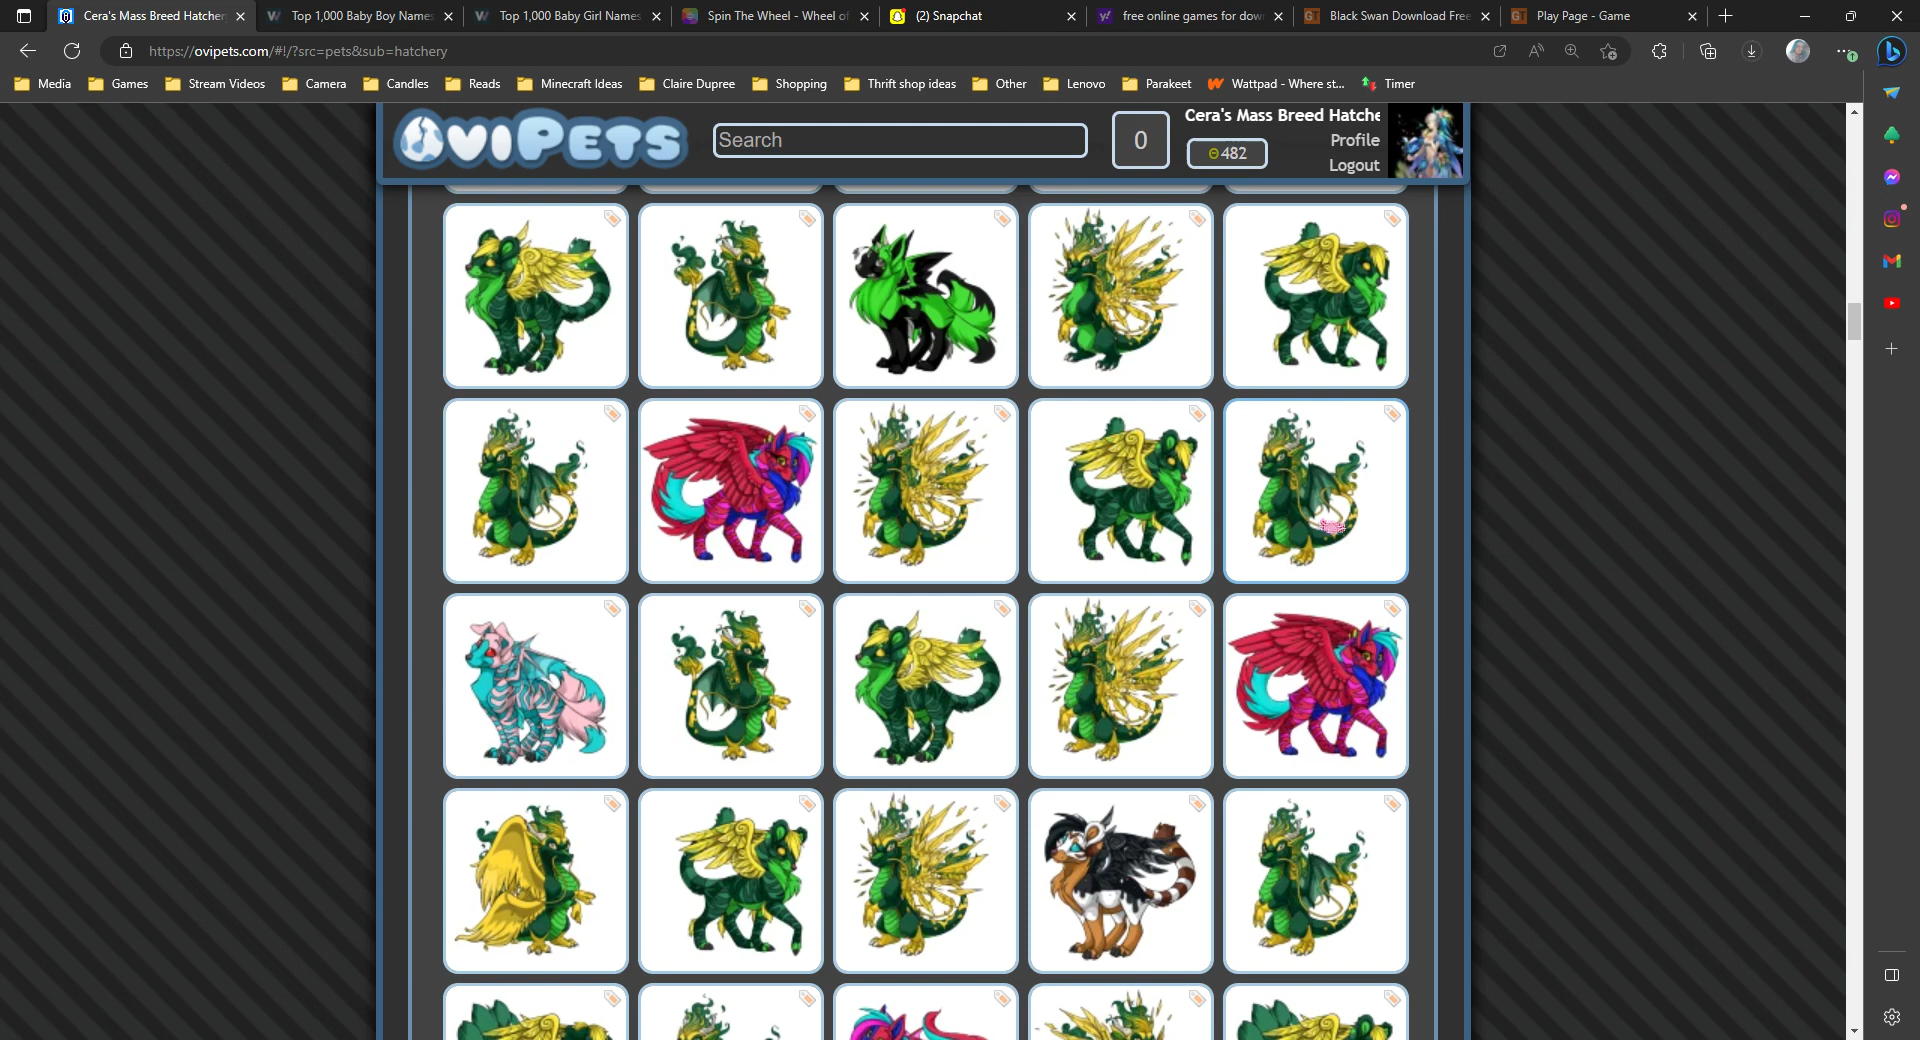 Cera's Mass Breed Hatcher
Top 1,000 Baby Boy Names
Top 1,000 Baby Girl Names
Spin The Wheel - Wheel of
(2) Snapchat
free online games for down
Black Swan Download Free
Play Page - Game
https://ovipets.com/#!/?src=pets&sub=hatchery
Media
Games
Stream Videos
Camera
Candles
Reads
Minecraft Ideas
Claire Dupree
Shopping
Thrift shop ideas
Other
Lenovo
Parakeet
Wattpad - Where st...
Timer
OviPets
Search
0
Cera's Mass Breed Hatche
482
Profile
Logout